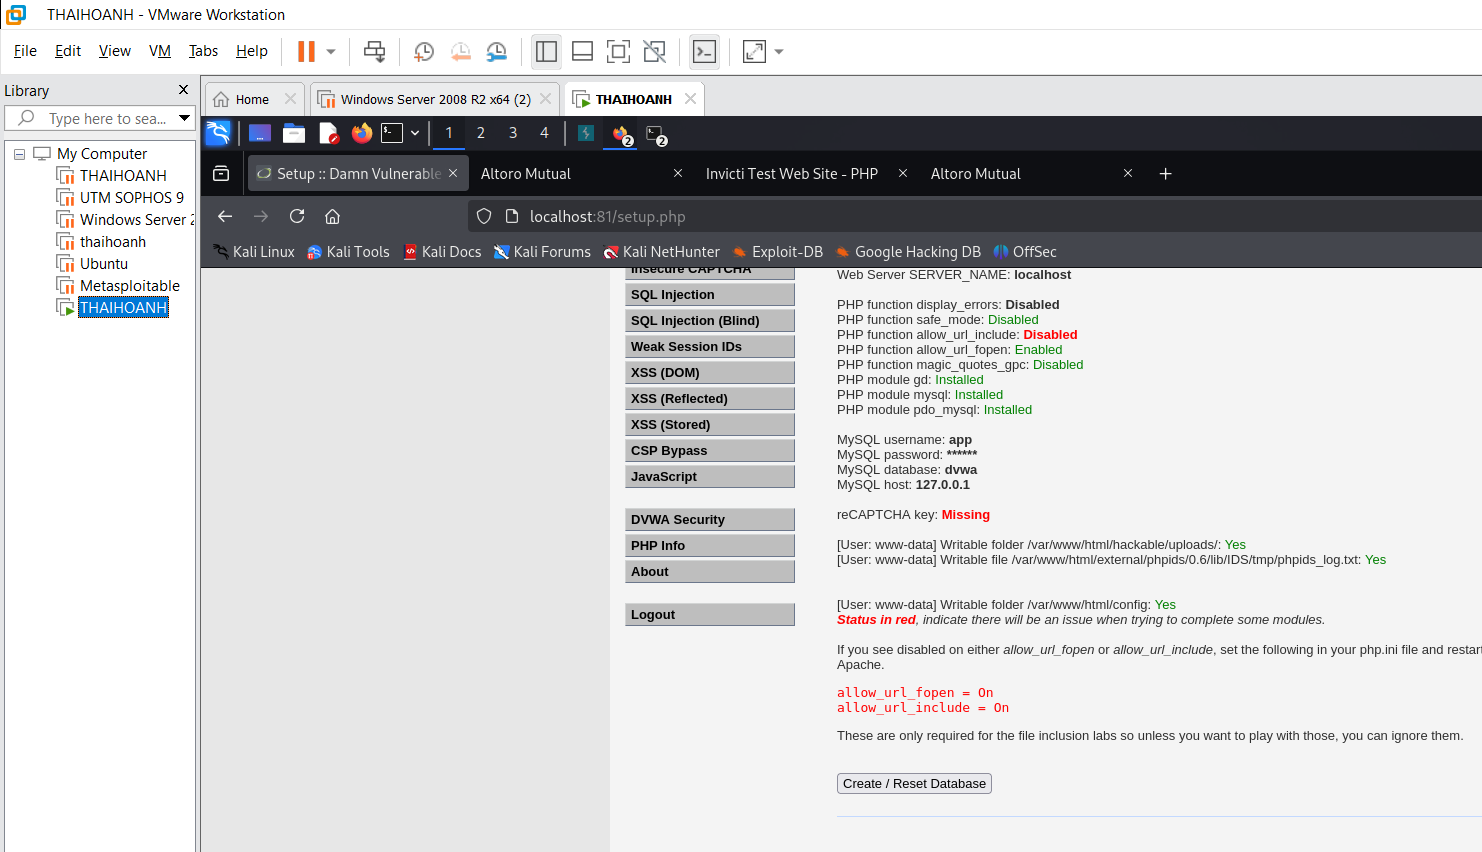 THAIHOANH - VMware Workstation
File Edit View VM Tabs Help
Library
Type here to sea...
My Computer
THAIHOANH
UTM SOPHOS 9
Windows Server 2
thaihoanh
Ubuntu
Metasploitable
THAIHOANH
Home
Windows Server 2008 R2 x64 (2)
THAIHOANH
1 2 3 4
2
2
Setup :: Damn Vulnerable
Altoro Mutual
Invicti Test Web Site - PHP
Altoro Mutual
localhost:81/setup.php
Kali Linux
Kali Tools
Kali Docs
Kali Forums
Kali NetHunter
Exploit-DB
Google Hacking DB
OffSec
Insecure CAPTCHA
SQL Injection
SQL Injection (Blind)
Weak Session IDs
XSS (DOM)
XSS (Reflected)
XSS (Stored)
CSP Bypass
JavaScript
DVWA Security
PHP Info
About
Logout
Web Server SERVER_NAME: localhost
PHP function display_errors: Disabled
PHP function safe_mode: Disabled
PHP function allow_url_include: Disabled
PHP function allow_url_fopen: Enabled
PHP function magic_quotes_gpc: Disabled
PHP module gd: Installed
PHP module mysql: Installed
PHP module pdo_mysql: Installed
MySQL username: app
MySQL password: ******
MySQL database: dvwa
MySQL host: 127.0.0.1
reCAPTCHA key: Missing
[User: www-data] Writable folder /var/www/html/hackable/uploads/: Yes
[User: www-data] Writable file /var/www/html/external/phpids/0.6/lib/IDS/tmp/phpids_log.txt: Yes
[User: www-data] Writable folder /var/www/html/config: Yes
Status in red, indicate there will be an issue when trying to complete some modules.
If you see disabled on either allow_url_fopen or allow_url_include, set the following in your php.ini file and restart
Apache.
allow_url_fopen = On
allow_url_include = On
These are only required for the file inclusion labs so unless you want to play with those, you can ignore them.
Create / Reset Database